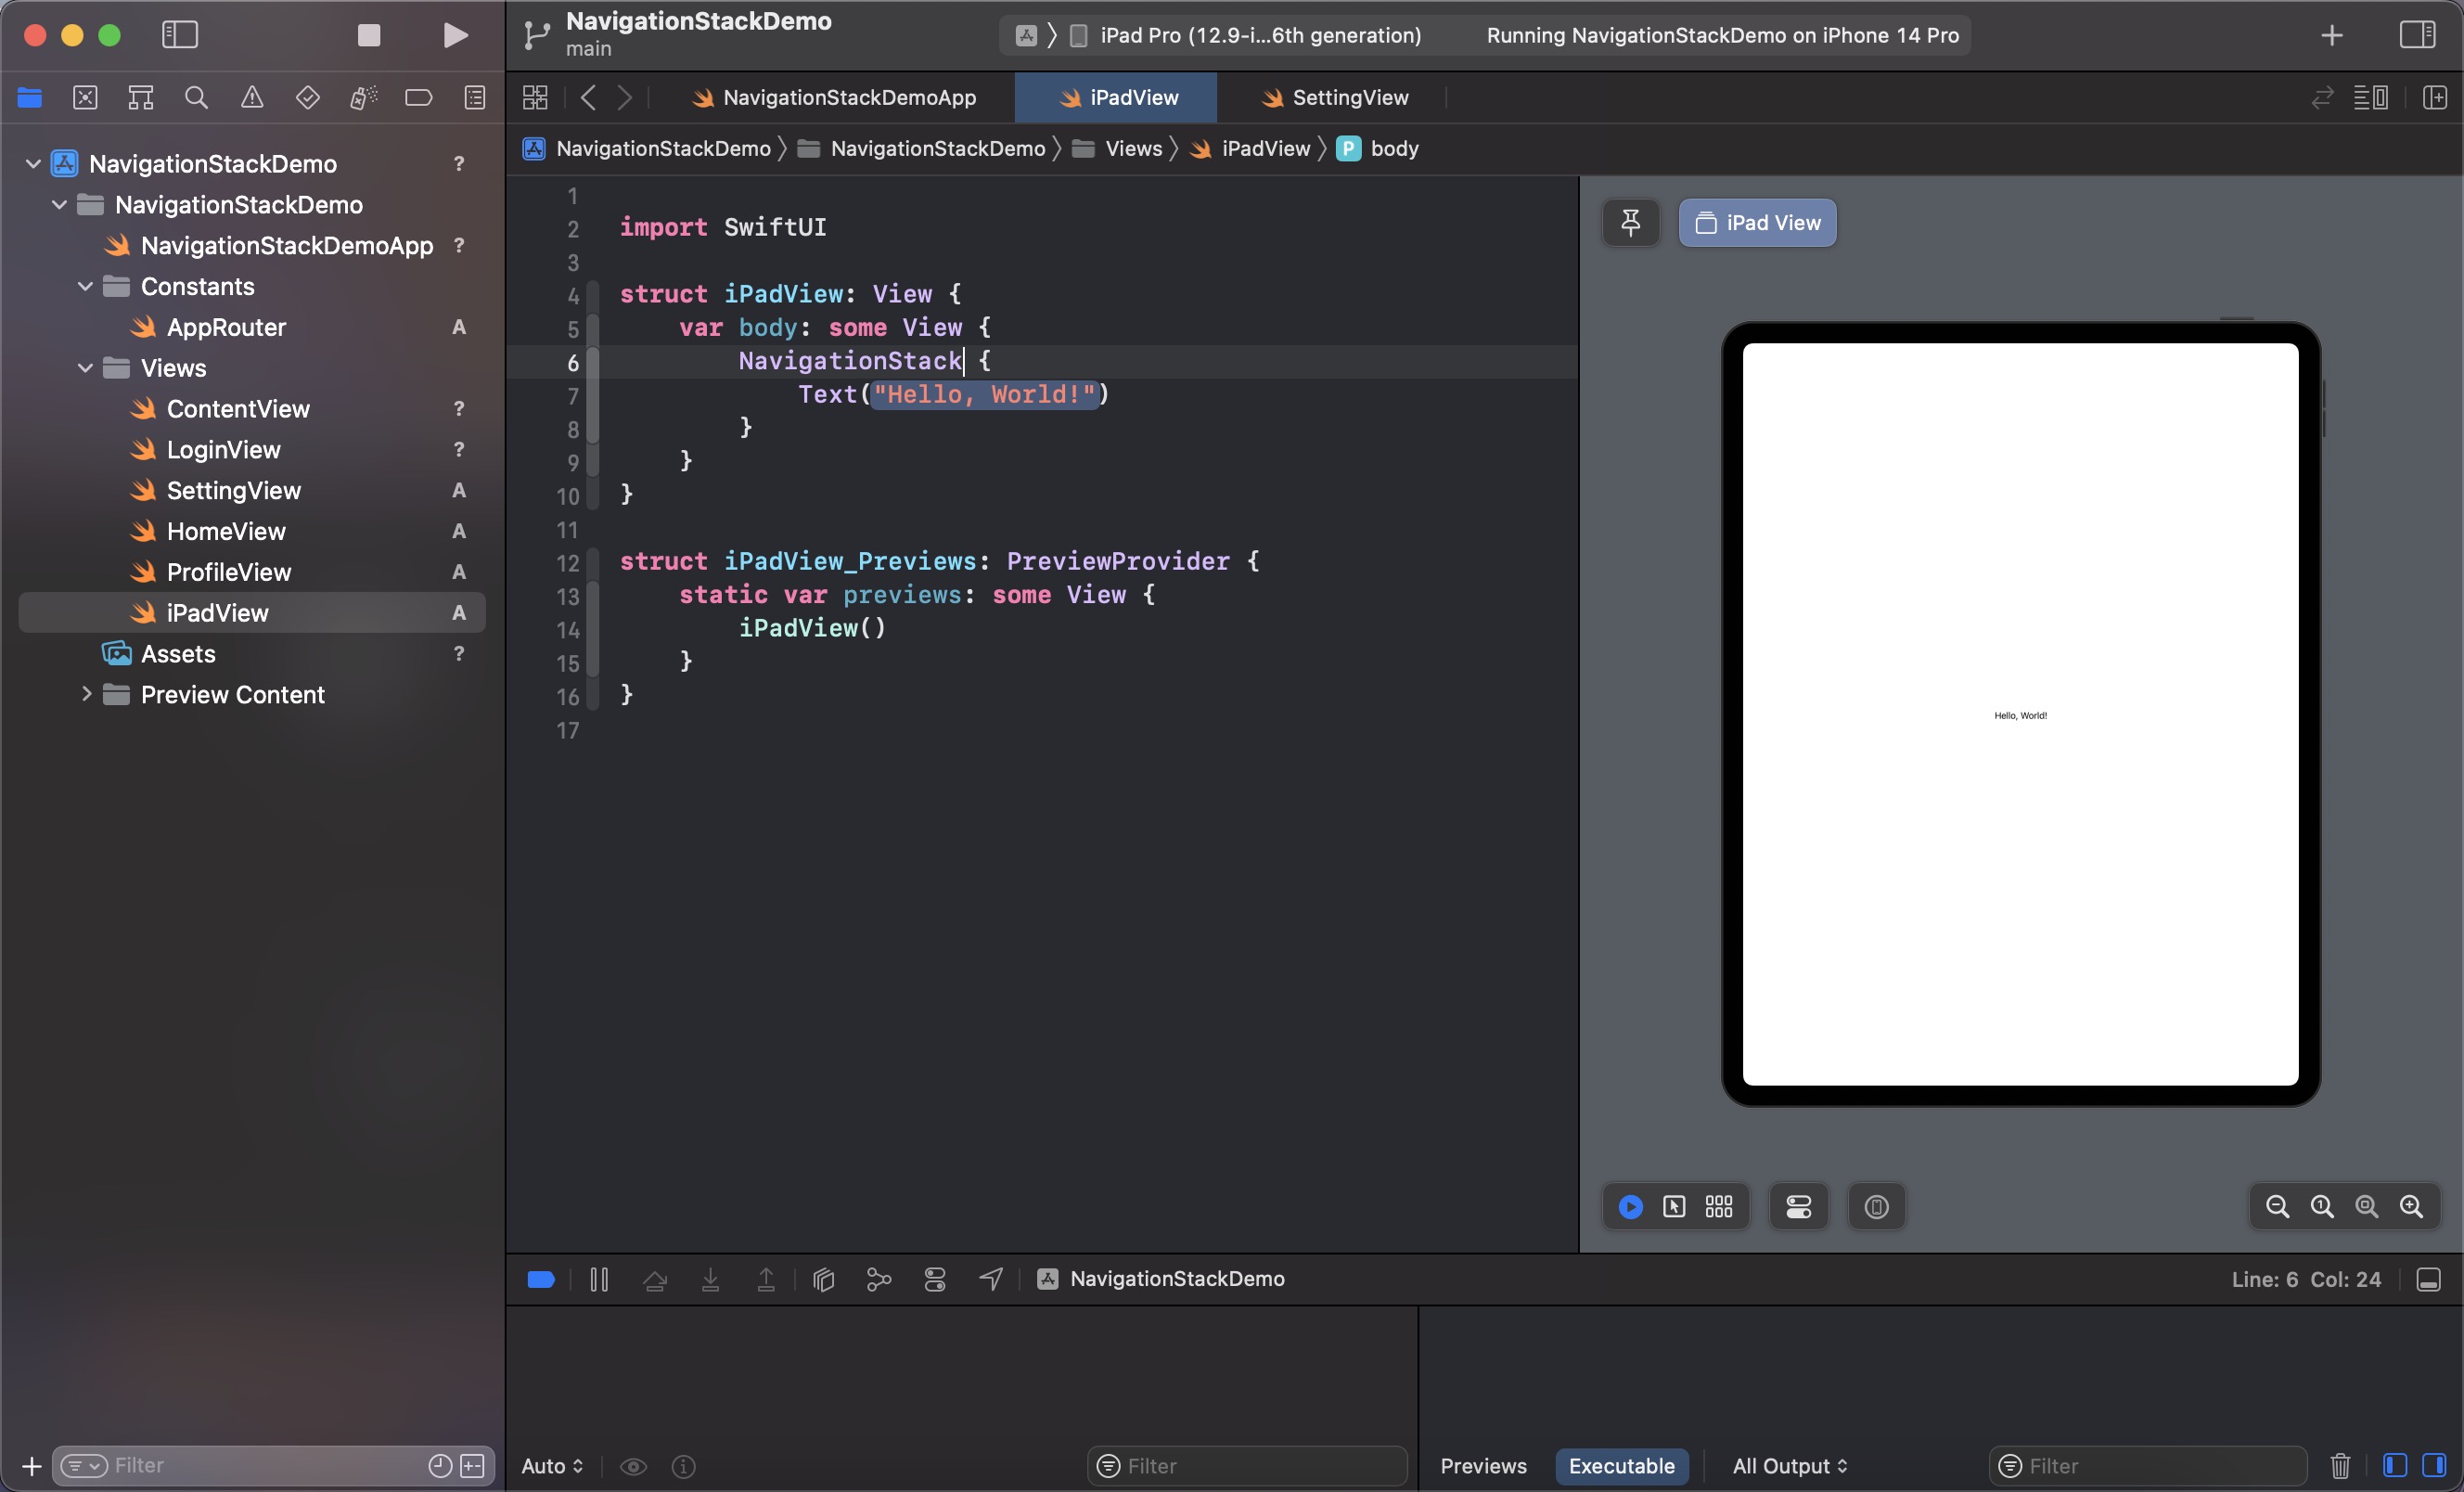 NavigationStackDemo
main
iPad Pro (12.9-i...6th generation)
Running NavigationStackDemo on iPhone 14 Pro
NavigationStackDemoApp
iPadView
SettingView
NavigationStackDemo
NavigationStackDemo
Views
iPadView
P
body
NavigationStackDemo ?
NavigationStackDemo
NavigationStackDemoApp ?
Constants
AppRouter A
Views
ContentView ?
LoginView ?
SettingView A
HomeView A
ProfileView A
iPadView A
Assets ?
Preview Content
Filter
1
2 import SwiftUI
3
4 struct iPadView: View {
5 var body: some View {
6 NavigationStack {
7 Text("Hello, World!")
8 }
9 }
10 }
11
12 struct iPadView_Previews: PreviewProvider {
13 static var previews: some View {
14 iPadView()
15 }
16 }
17
iPad View
Hello, World!
NavigationStackDemo
Line: 6 Col: 24
Auto
Filter
Previews
Executable
All Output
Filter